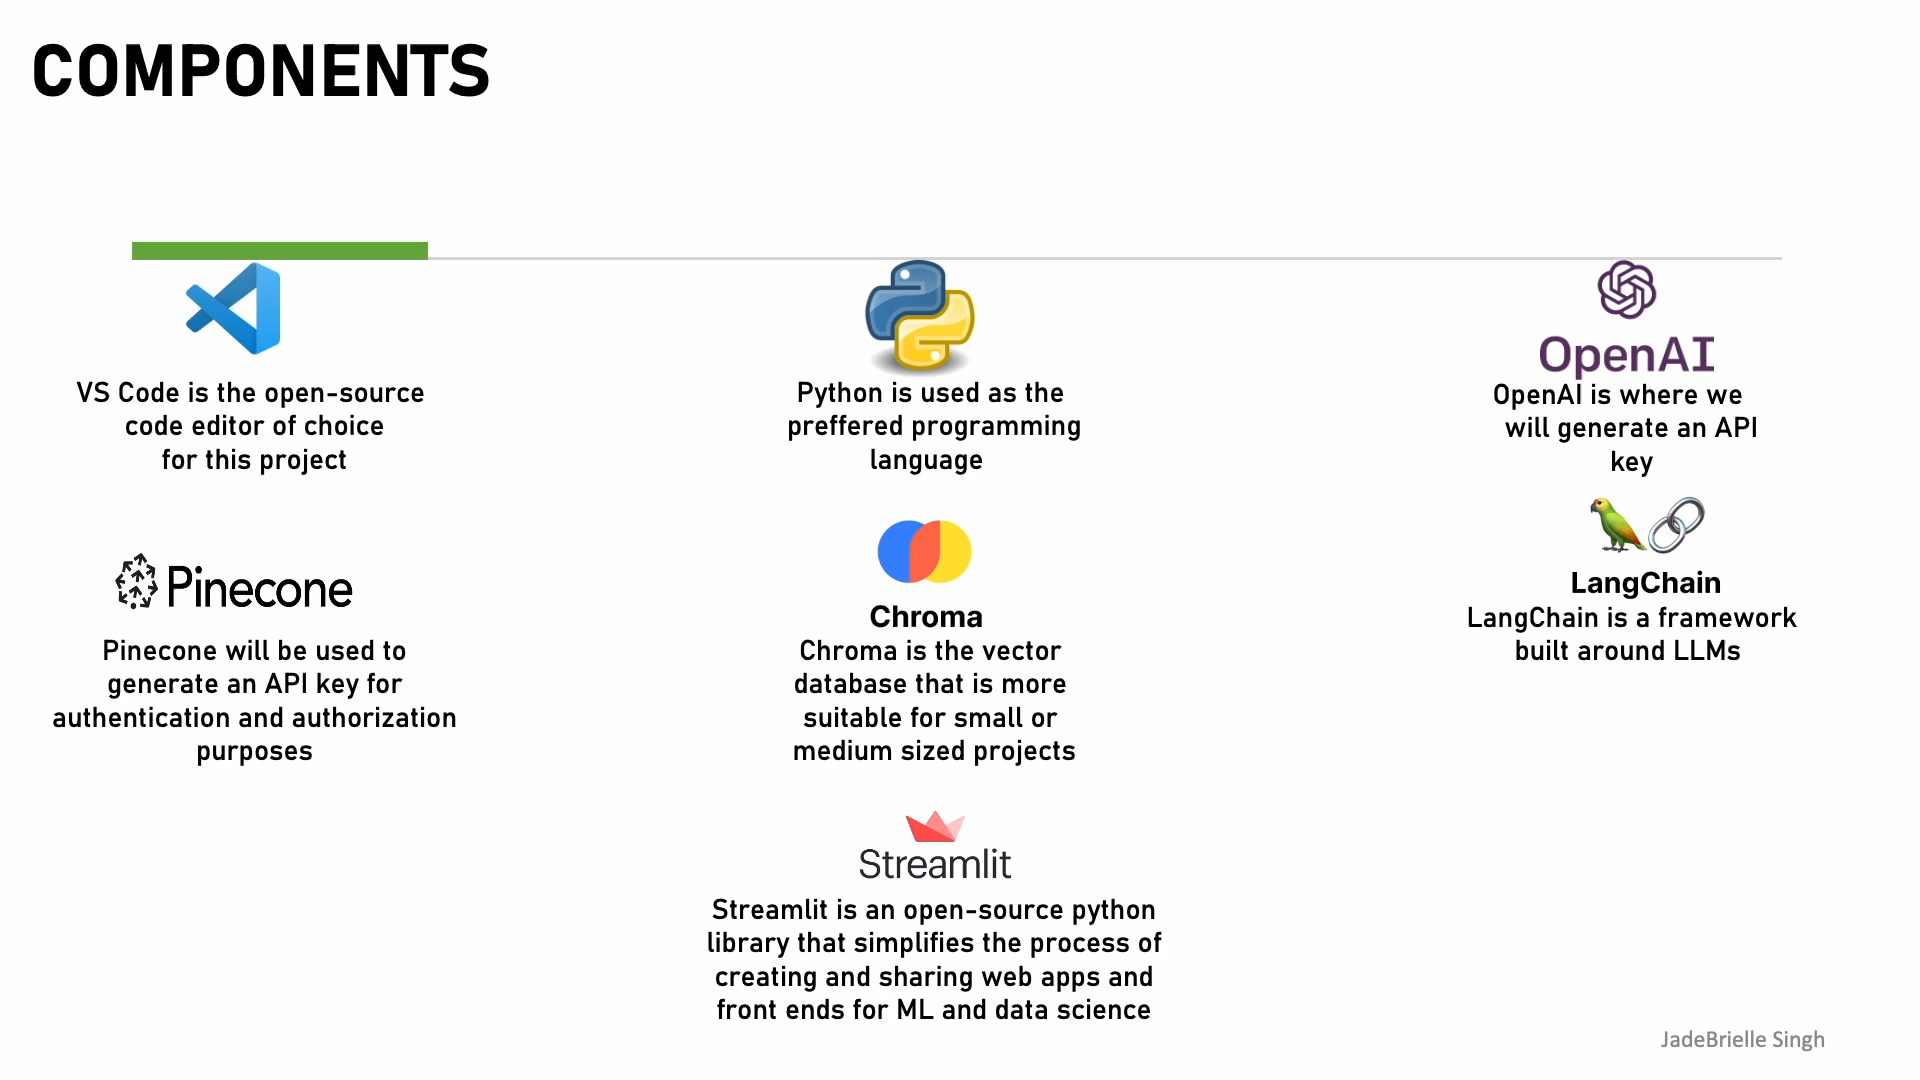 COMPONENTS
VS Code is the open-source
code editor of choice
for this project
Python is used as the
preffered programming
language
OpenAI
OpenAI is where we
will generate an API
key
Pinecone
Pinecone will be used to
generate an API key for
authentication and authorization
purposes
Chroma
Chroma is the vector
database that is more
suitable for small or
medium sized projects
LangChain
LangChain is a framework
built around LLMs
Streamlit
Streamlit is an open-source python
library that simplifies the process of
creating and sharing web apps and
front ends for ML and data science
JadeBrielle Singh